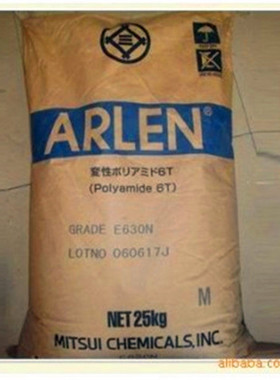 ARLEN®
変性ポリアミド6T
(Polyamide 6T)
GRADE E630N
LOTNO 060617J
M
NET 25kg
MITSUI CHEMICALS, INC.
alibaba.co